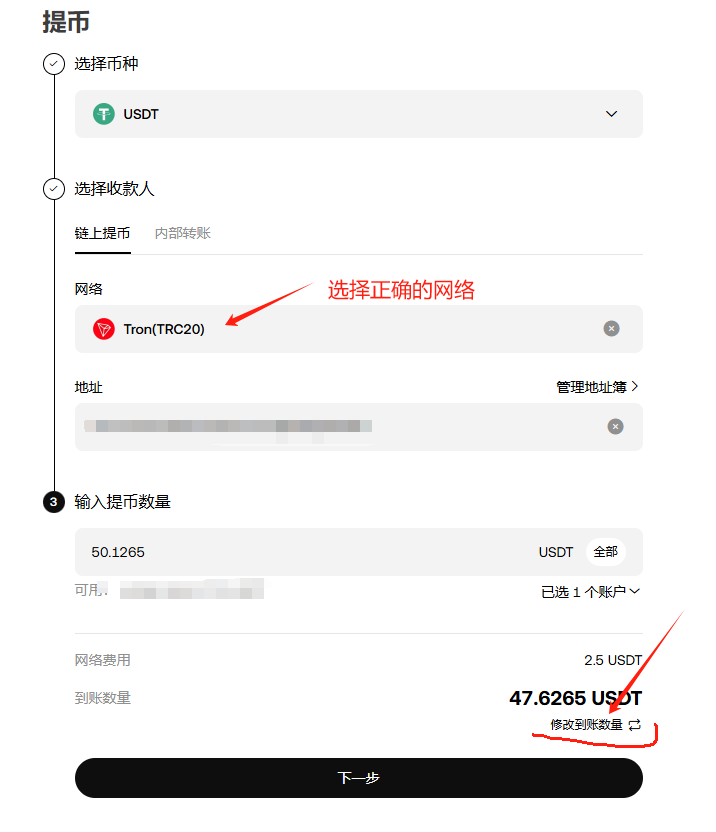 提币
选择币种
USDT
选择收款人
链上提币 内部转账
网络
选择正确的网络
Tron(TRC20)
地址 管理地址簿
3 输入提币数量
50.1265 USDT 全部
可用:
已选 1 个账户
网络费用 2.5 USDT
到账数量 47.6265 USDT
修改到账数量
下一步